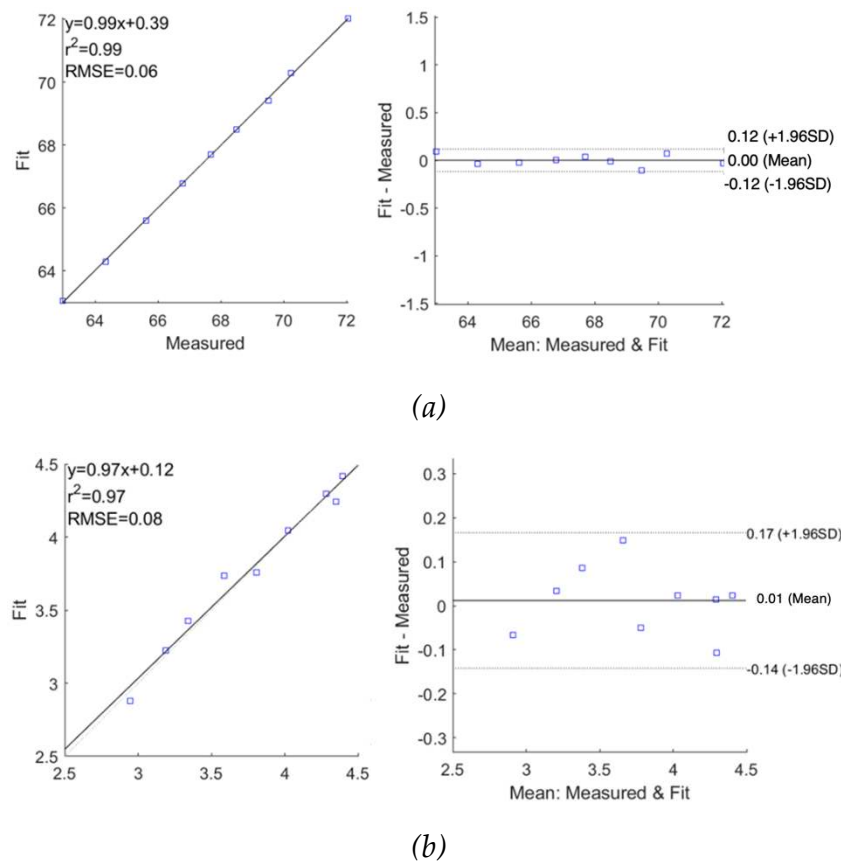 72
y=0.99x+0.39
r²=0.99
RMSE=0.06
70
68
66
64
Fit
64 66 68 70 72
Measured
1.5
1
0.5
0
-0.5
-1
-1.5
Fit - Measured
0.12 (+1.96SD)
0.00 (Mean)
-0.12 (-1.96SD)
64 66 68 70 72
Mean: Measured & Fit
(a)
4.5
y=0.97x+0.12
r²=0.97
RMSE=0.08
4
3.5
3
2.5
Fit
2.5 3 3.5 4 4.5
0.3
0.2
0.1
0
-0.1
-0.2
-0.3
Fit - Measured
0.17 (+1.96SD)
0.01 (Mean)
-0.14 (-1.96SD)
2.5 3 3.5 4 4.5
Mean: Measured & Fit
(b)